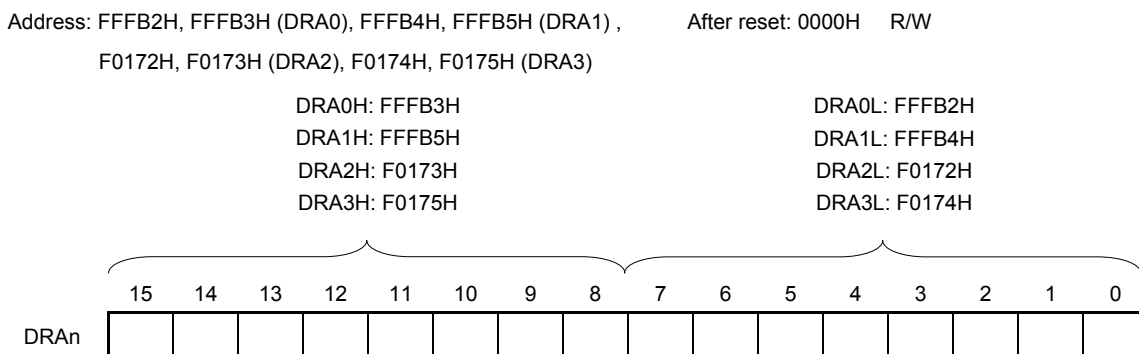 Address: FFFB2H, FFFB3H (DRA0), FFFB4H, FFFB5H (DRA1) , After reset: 0000H R/W
F0172H, F0173H (DRA2), F0174H, F0175H (DRA3)
DRA0H: FFFB3H DRA0L: FFFB2H
DRA1H: FFFB5H DRA1L: FFFB4H
DRA2H: F0173H DRA2L: F0172H
DRA3H: F0175H DRA3L: F0174H
15 14 13 12 11 10 9 8 7 6 5 4 3 2 1 0
DRAn